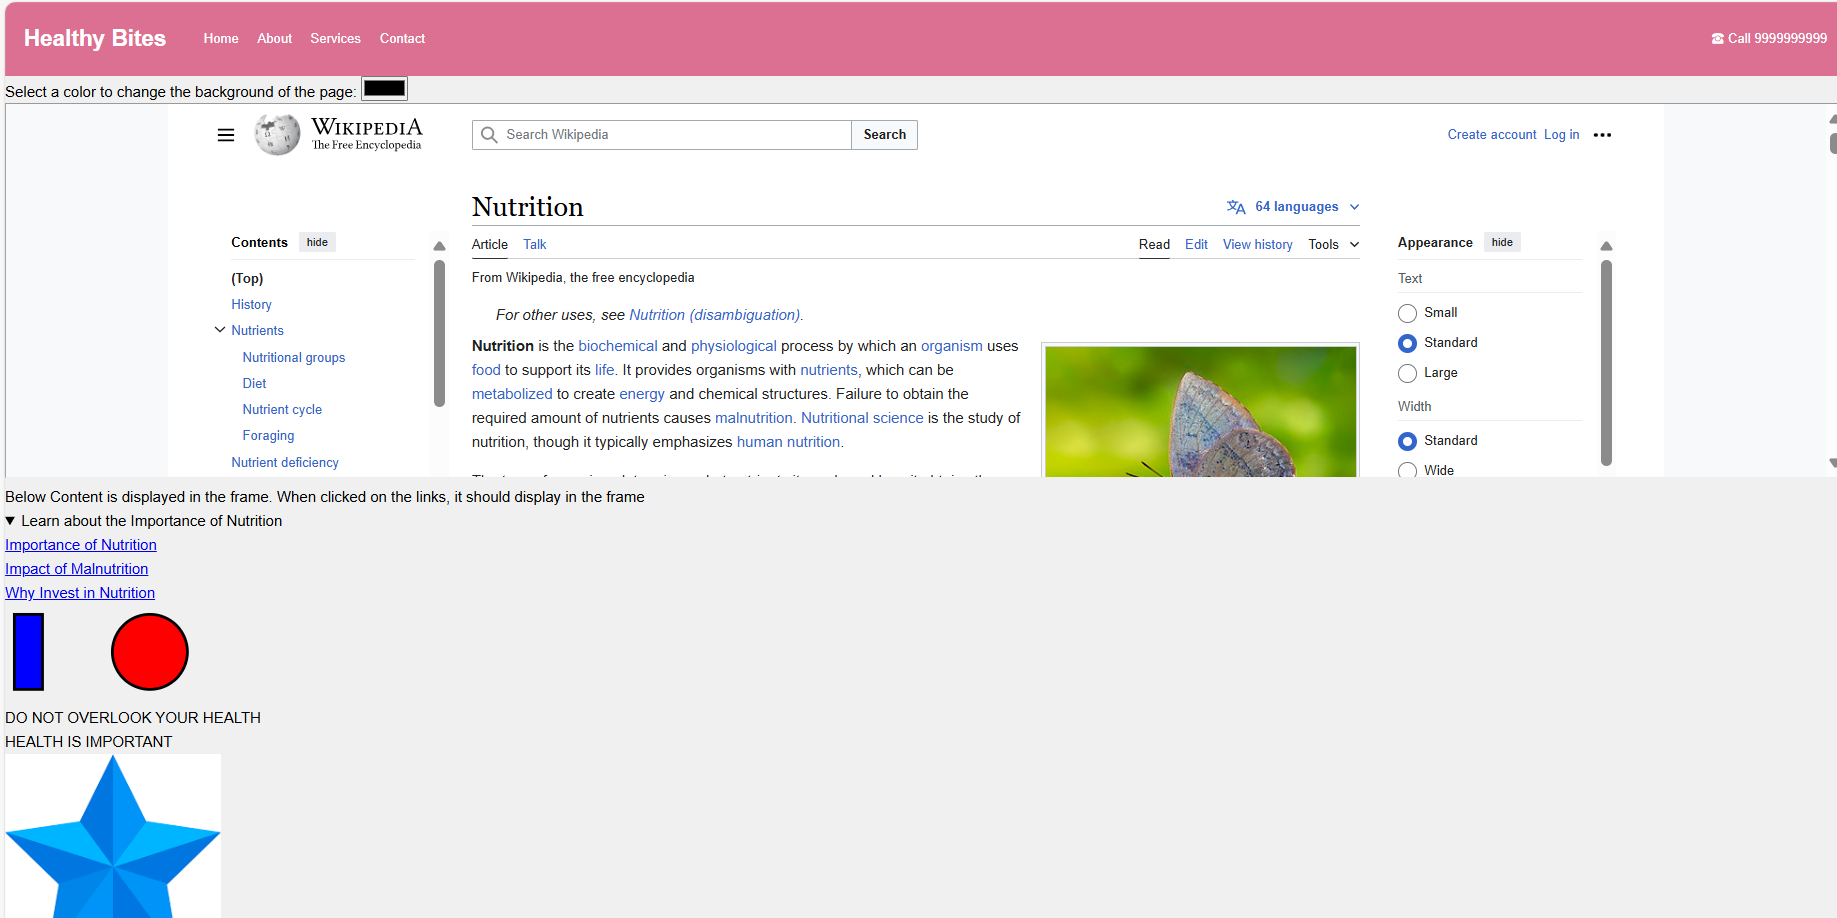 Healthy Bites Home About Services Contact ☎ Call 9999999999
Select a color to change the background of the page:
WIKIPEDIA
The Free Encyclopedia
Search Wikipedia Search
Create account Log in •••
Nutrition
64 languages
Contents hide
(Top)
History
Nutrients
Nutritional groups
Diet
Nutrient cycle
Foraging
Nutrient deficiency
Article Talk Read Edit View history Tools
From Wikipedia, the free encyclopedia
For other uses, see Nutrition (disambiguation).
Nutrition is the biochemical and physiological process by which an organism uses
food to support its life. It provides organisms with nutrients, which can be
metabolized to create energy and chemical structures. Failure to obtain the
required amount of nutrients causes malnutrition. Nutritional science is the study of
nutrition, though it typically emphasizes human nutrition.
Appearance hide
Text
Small
Standard
Large
Width
Standard
Wide
Below Content is displayed in the frame. When clicked on the links, it should display in the frame
Learn about the Importance of Nutrition
Importance of Nutrition
Impact of Malnutrition
Why Invest in Nutrition
DO NOT OVERLOOK YOUR HEALTH
HEALTH IS IMPORTANT